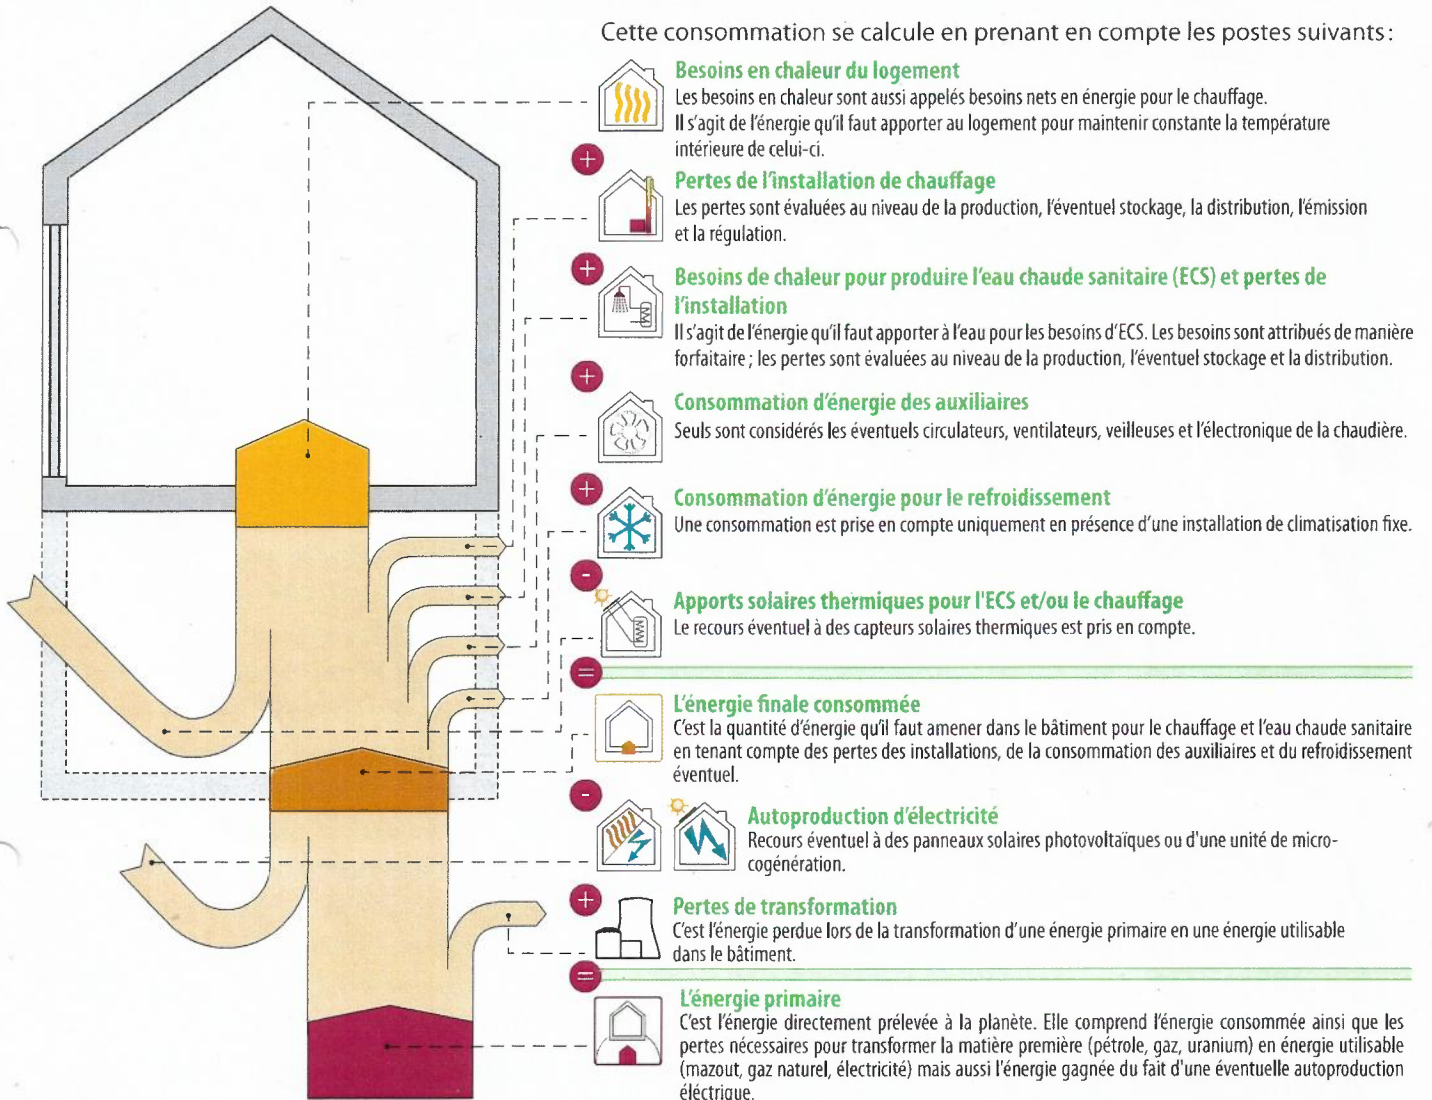 Cette consommation se calcule en prenant en compte les postes suivants :
Besoins en chaleur du logement
Les besoins en chaleur sont aussi appelés besoins nets en énergie pour le chauffage.
Il s'agit de l'énergie qu'il faut apporter au logement pour maintenir constante la température
intérieure de celui-ci.
+
Pertes de l'installation de chauffage
Les pertes sont évaluées au niveau de la production, l'éventuel stockage, la distribution, l'émission
et la régulation.
+
Besoins de chaleur pour produire l'eau chaude sanitaire (ECS) et pertes de
l'installation
Il s'agit de l'énergie qu'il faut apporter à l'eau pour les besoins d'ECS. Les besoins sont attribués de manière
forfaitaire ; les pertes sont évaluées au niveau de la production, l'éventuel stockage et la distribution.
+
Consommation d'énergie des auxiliaires
Seuls sont considérés les éventuels circulateurs, ventilateurs, veilleuses et l'électronique de la chaudière.
+
Consommation d'énergie pour le refroidissement
Une consommation est prise en compte uniquement en présence d'une installation de climatisation fixe.
-
Apports solaires thermiques pour l'ECS et/ou le chauffage
Le recours éventuel à des capteurs solaires thermiques est pris en compte.
=
L'énergie finale consommée
C'est la quantité d'énergie qu'il faut amener dans le bâtiment pour le chauffage et l'eau chaude sanitaire
en tenant compte des pertes des installations, de la consommation des auxiliaires et du refroidissement
éventuel.
-
Autoproduction d'électricité
Recours éventuel à des panneaux solaires photovoltaïques ou d'une unité de micro-
cogénération.
+
Pertes de transformation
C'est l'énergie perdue lors de la transformation d'une énergie primaire en une énergie utilisable
dans le bâtiment.
=
L'énergie primaire
C'est l'énergie directement prélevée à la planète. Elle comprend l'énergie consommée ainsi que les
pertes nécessaires pour transformer la matière première (pétrole, gaz, uranium) en énergie utilisable
(mazout, gaz naturel, électricité) mais aussi l'énergie gagnée du fait d'une éventuelle autoproduction
éléctrique.